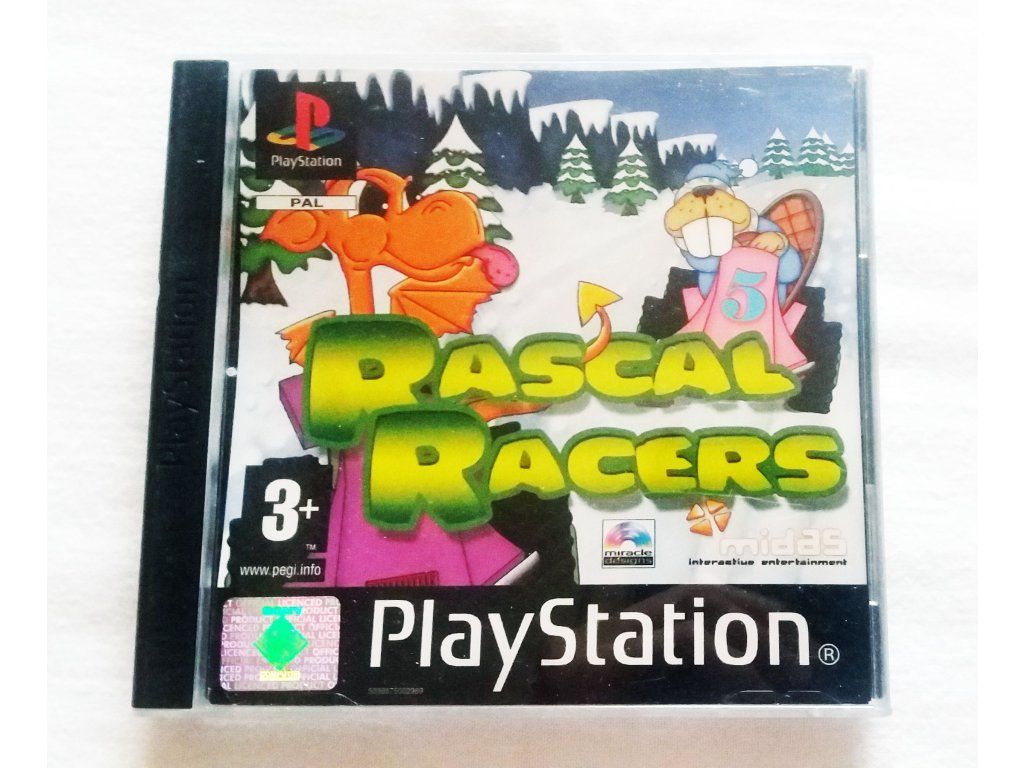 PlayStation
PlayStation
PAL
5
RASCAL
RACERS
3+
TM
www.pegi.info
miracle
designs
midas
interactive entertainment
PlayStation®